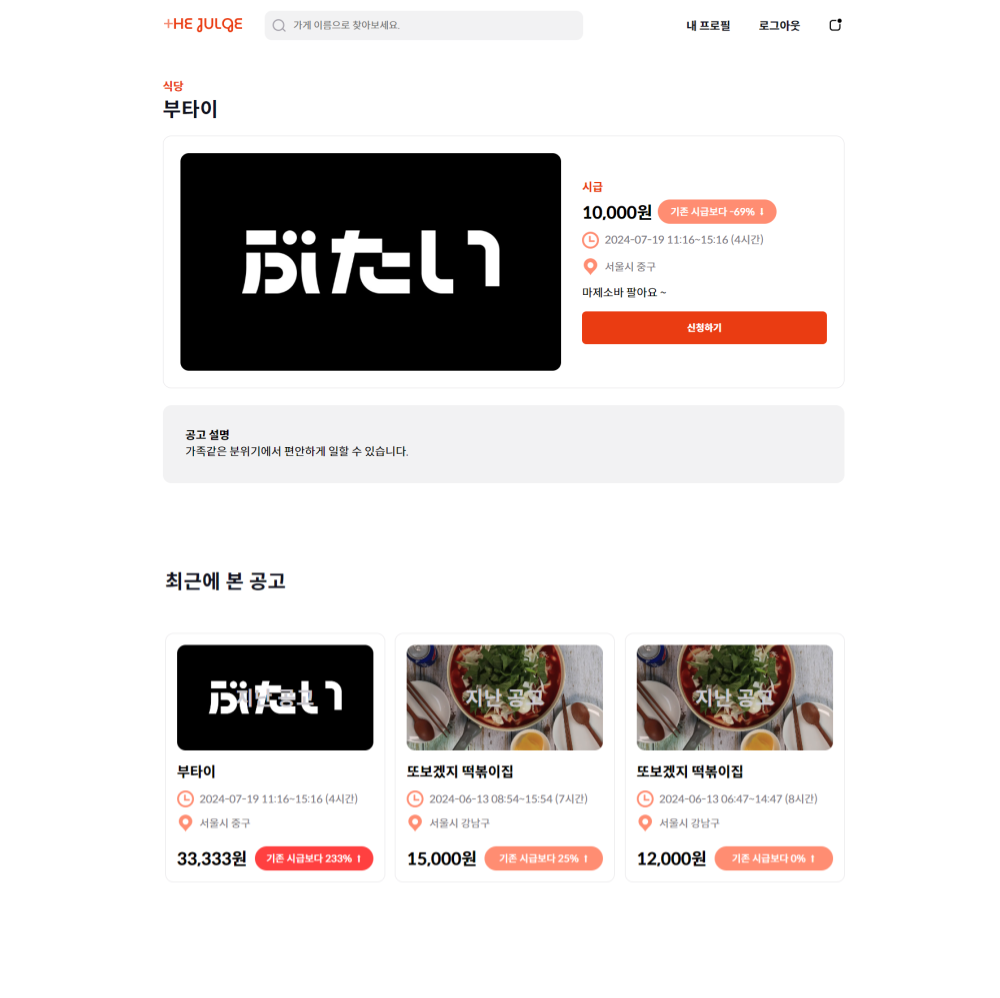 +HE JULGE
가게 이름으로 찾아보세요.
내 프로필
로그아웃
식당
부타이
ぶたい
시급
10,000원
기존 시급보다 -69% ⬇
2024-07-19 11:16~15:16 (4시간)
서울시 중구
마제소바 팔아요 ~
신청하기
공고 설명
가족같은 분위기에서 편안하게 일할 수 있습니다.
최근에 본 공고
ぶたい
지난 공고
부타이
2024-07-19 11:16~15:16 (4시간)
서울시 중구
33,333원
기존 시급보다 233% ⬆
지난 공고
또보겠지 떡볶이집
2024-06-13 08:54~15:54 (7시간)
서울시 강남구
15,000원
기존 시급보다 25% ⬆
지난 공고
또보겠지 떡볶이집
2024-06-13 06:47~14:47 (8시간)
서울시 강남구
12,000원
기존 시급보다 0% ⬆